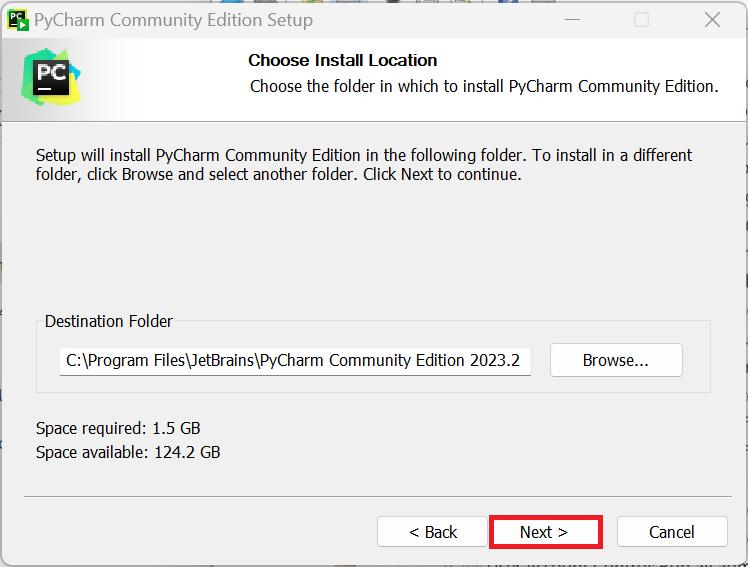 PyCharm Community Edition Setup
PC
Choose Install Location
Choose the folder in which to install PyCharm Community Edition.
Setup will install PyCharm Community Edition in the following folder. To install in a different
folder, click Browse and select another folder. Click Next to continue.
Destination Folder
C:\Program Files\JetBrains\PyCharm Community Edition 2023.2
Browse...
Space required: 1.5 GB
Space available: 124.2 GB
< Back
Next >
Cancel